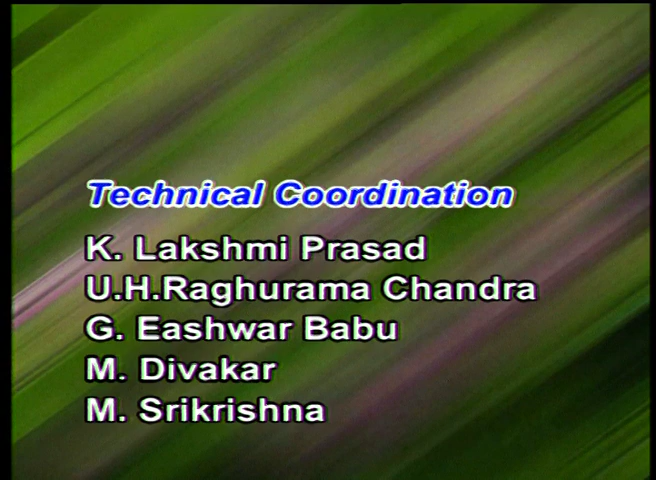 Technical Coordination
K. Lakshmi Prasad
U.H.Raghurama Chandra
G. Eashwar Babu
M. Divakar
M. Srikrishna